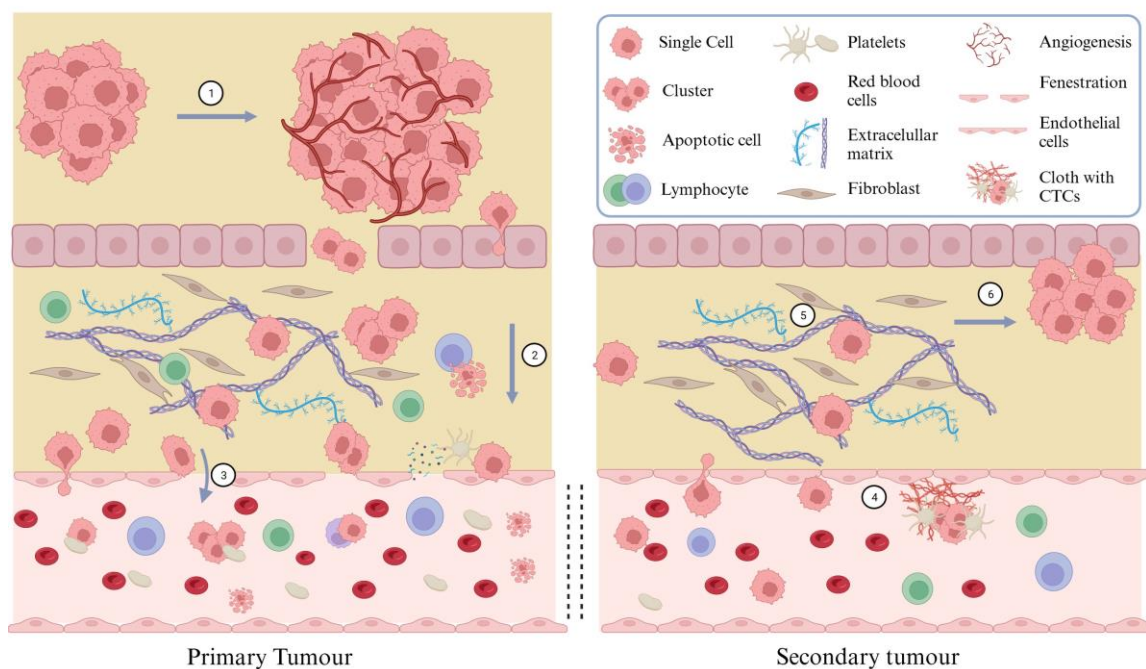 Single Cell
Cluster
Apoptotic cell
Lymphocyte
Platelets
Red blood
cells
Extracelullar
matrix
Fibroblast
Angiogenesis
Fenestration
Endothelial
cells
Cloth with
CTCs
1
2
3
4
5
6
Primary Tumour
Secondary tumour